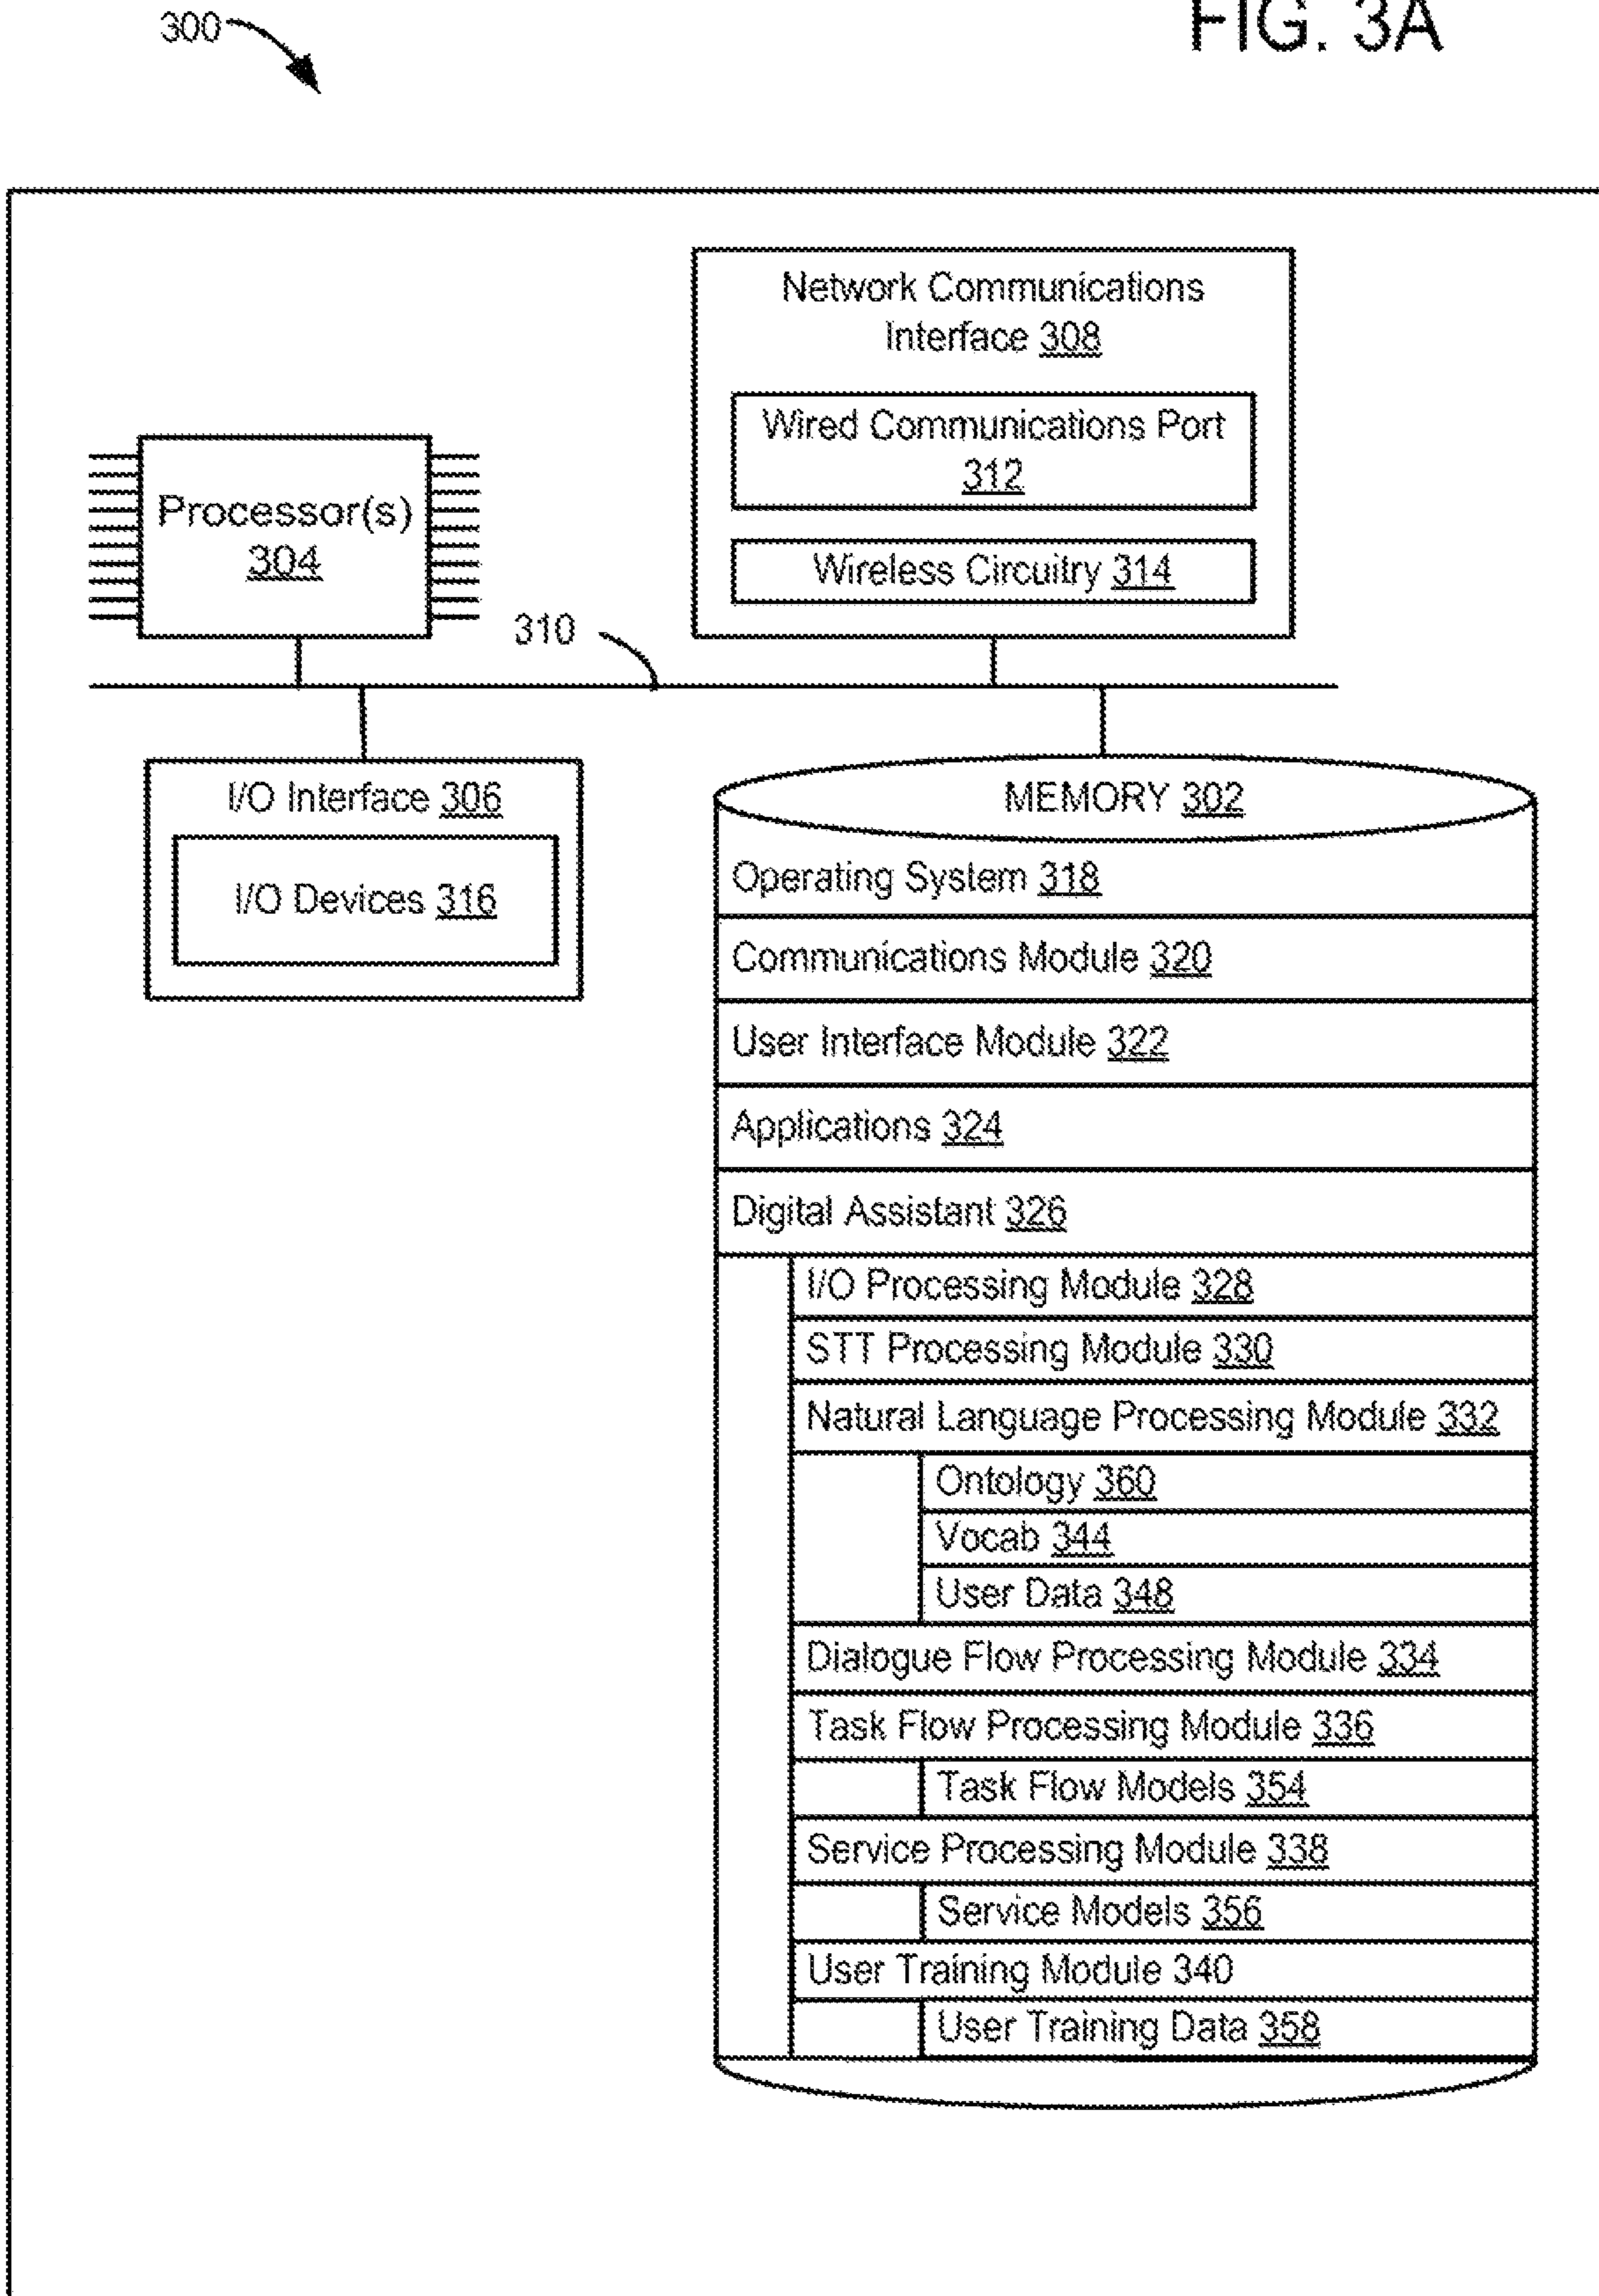 300
FIG. 3A
Network Communications
Interface 308
Wired Communications Port
312
Wireless Circuitry 314
Processor(s)
304
310
I/O Interface 306
I/O Devices 316
MEMORY 302
Operating System 318
Communications Module 320
User Interface Module 322
Applications 324
Digital Assistant 326
I/O Processing Module 328
STT Processing Module 330
Natural Language Processing Module 332
Ontology 360
Vocab 344
User Data 348
Dialogue Flow Processing Module 334
Task Flow Processing Module 336
Task Flow Models 354
Service Processing Module 338
Service Models 356
User Training Module 340
User Training Data 358